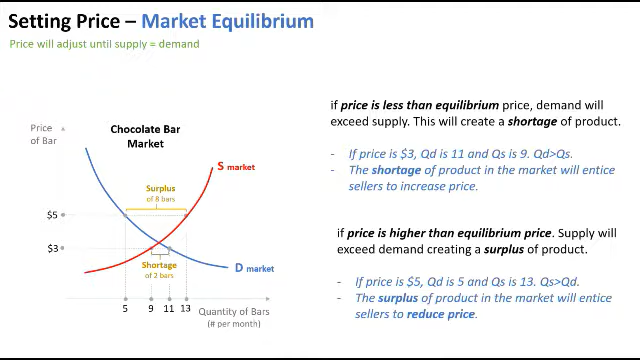 Setting Price – Market Equilibrium
Price will adjust until supply = demand
Price
of Bar
Chocolate Bar
Market
S market
Surplus
of 8 bars
$5
$3
Shortage
of 2 bars
D market
5 9 11 13
Quantity of Bars
(# per month)
if price is less than equilibrium price, demand will
exceed supply. This will create a shortage of product.
- If price is $3, Qd is 11 and Qs is 9. Qd>Qs.
- The shortage of product in the market will entice
sellers to increase price.
if price is higher than equilibrium price. Supply will
exceed demand creating a surplus of product.
- If price is $5, Qd is 5 and Qs is 13. Qs>Qd.
- The surplus of product in the market will entice
sellers to reduce price.